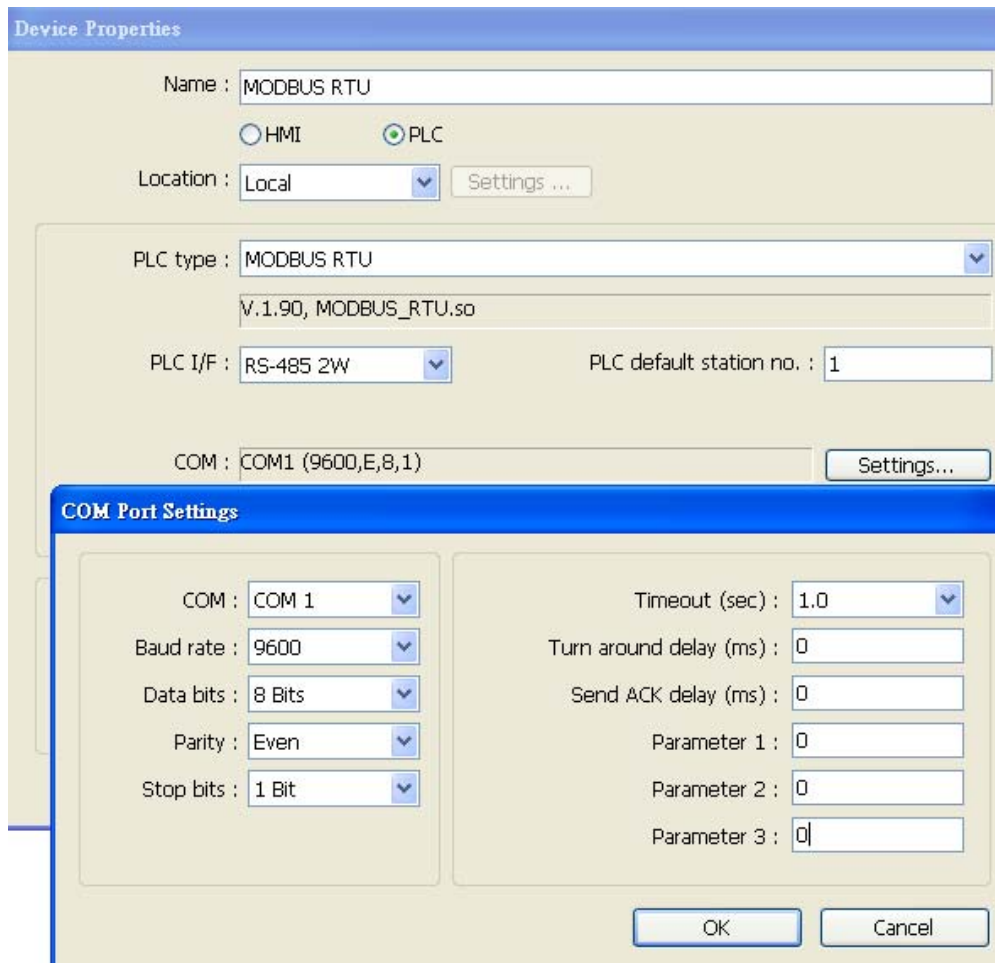 Device Properties
Name : MODBUS RTU
HMI PLC
Location : Local Settings ...
PLC type : MODBUS RTU
V.1.90, MODBUS_RTU.so
PLC I/F : RS-485 2W PLC default station no. : 1
COM : COM1 (9600,E,8,1) Settings...
COM Port Settings
COM : COM 1 Timeout (sec) : 1.0
Baud rate : 9600 Turn around delay (ms) : 0
Data bits : 8 Bits Send ACK delay (ms) : 0
Parity : Even Parameter 1 : 0
Stop bits : 1 Bit Parameter 2 : 0
Parameter 3 : 0
OK Cancel